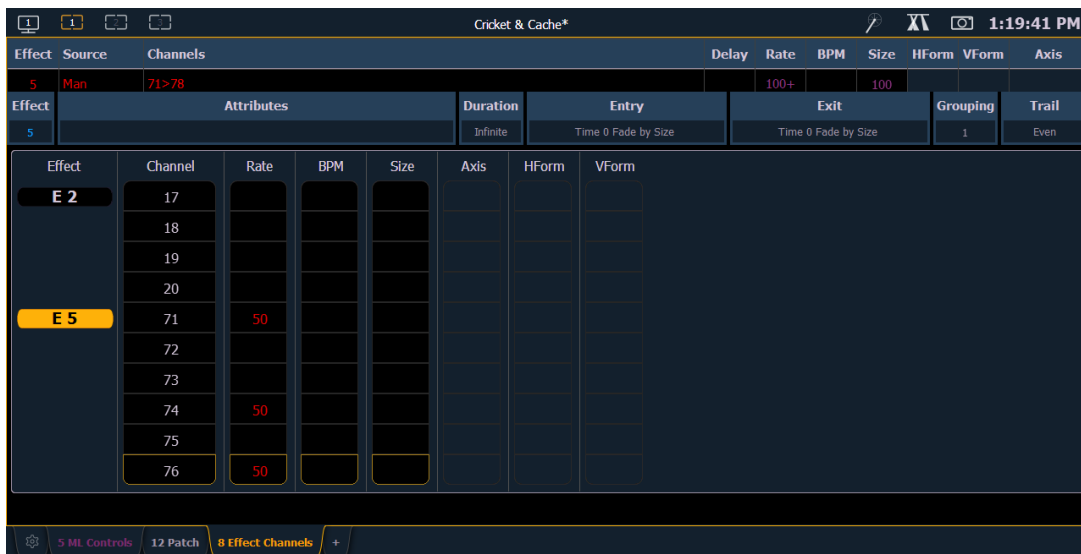 1 1 2 3 Cricket & Cache* 1:19:41 PM
Effect Source Channels Delay Rate BPM Size HForm VForm Axis
5 Man 71>78 100+ 100
Effect Attributes Duration Entry Exit Grouping Trail
5 Infinite Time 0 Fade by Size Time 0 Fade by Size 1 Even
Effect Channel Rate BPM Size Axis HForm VForm
E 2 17
18
19
20
E 5 71 50
72
73
74 50
75
76 50
5 ML Controls 12 Patch 8 Effect Channels +